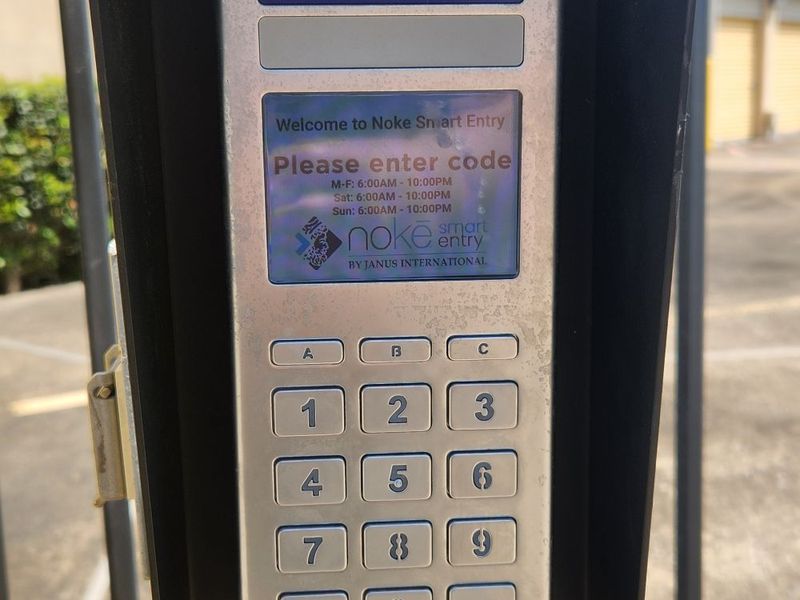 Welcome to Noke Smart Entry
Please enter code
M-F: 6:00AM - 10:00PM
Sat: 6:00AM - 10:00PM
Sun: 6:00AM - 10:00PM
nokē smart entry
BY JANUS INTERNATIONAL
A B C
1 2 3
4 5 6
7 8 9